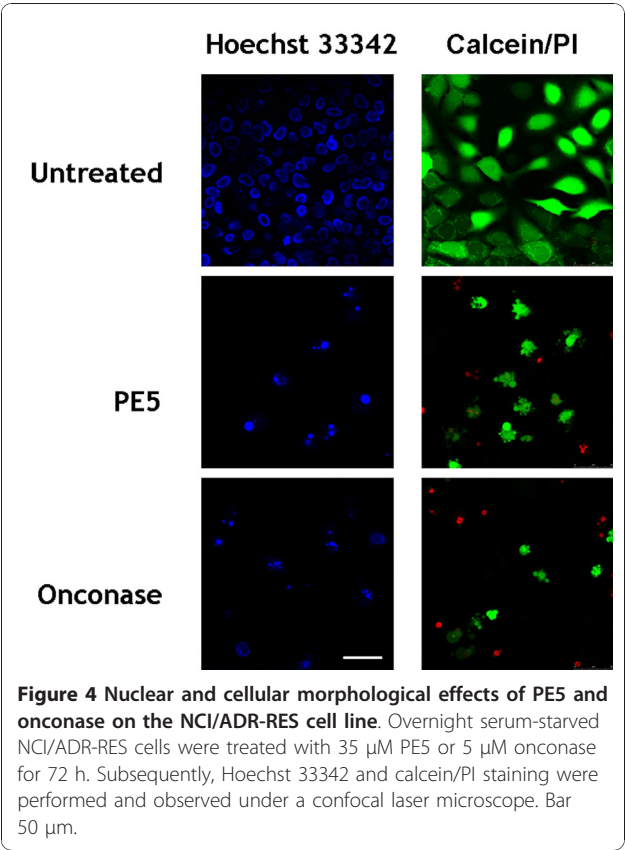 Hoechst 33342 Calcein/PI
Untreated
PE5
Onconase
Figure 4 Nuclear and cellular morphological effects of PE5 and
onconase on the NCI/ADR-RES cell line. Overnight serum-starved
NCI/ADR-RES cells were treated with 35 μM PE5 or 5 μM onconase
for 72 h. Subsequently, Hoechst 33342 and calcein/PI staining were
performed and observed under a confocal laser microscope. Bar
50 μm.